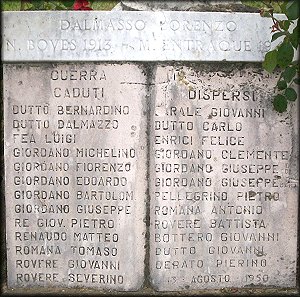 DALMASSO LORENZO
N. BOVES 1913 - M. ENTRAQUE 19
GUERRA
CADUTI
DUTTO BERNARDINO
DUTTO DALMAZZO
FEA LUIGI
GIORDANO MICHELINO
GIORDANO FIORENZO
GIORDANO EDOARDO
GIORDANO BARTOLOM
GIORDANO GIUSEPPE
RE GIOV. PIETRO
RENAUDO MATTEO
ROMANA TOMASO
ROVERE GIOVANNI
ROVERE SEVERINO
DISPERSI
GIOVANNI
DUTTO CARLO
ENRICI FELICE
GIORDANO CLEMENTE
GIORDANO GIUSEPPE
GIORDANO GIUSEPPE
PELLEGRINO PIETRO
ROMANA ANTONIO
ROVERE BATTISTA
BOTTERO GIOVANNI
DUTTO GIOVANNI
PIERINO
AGOSTO 1950